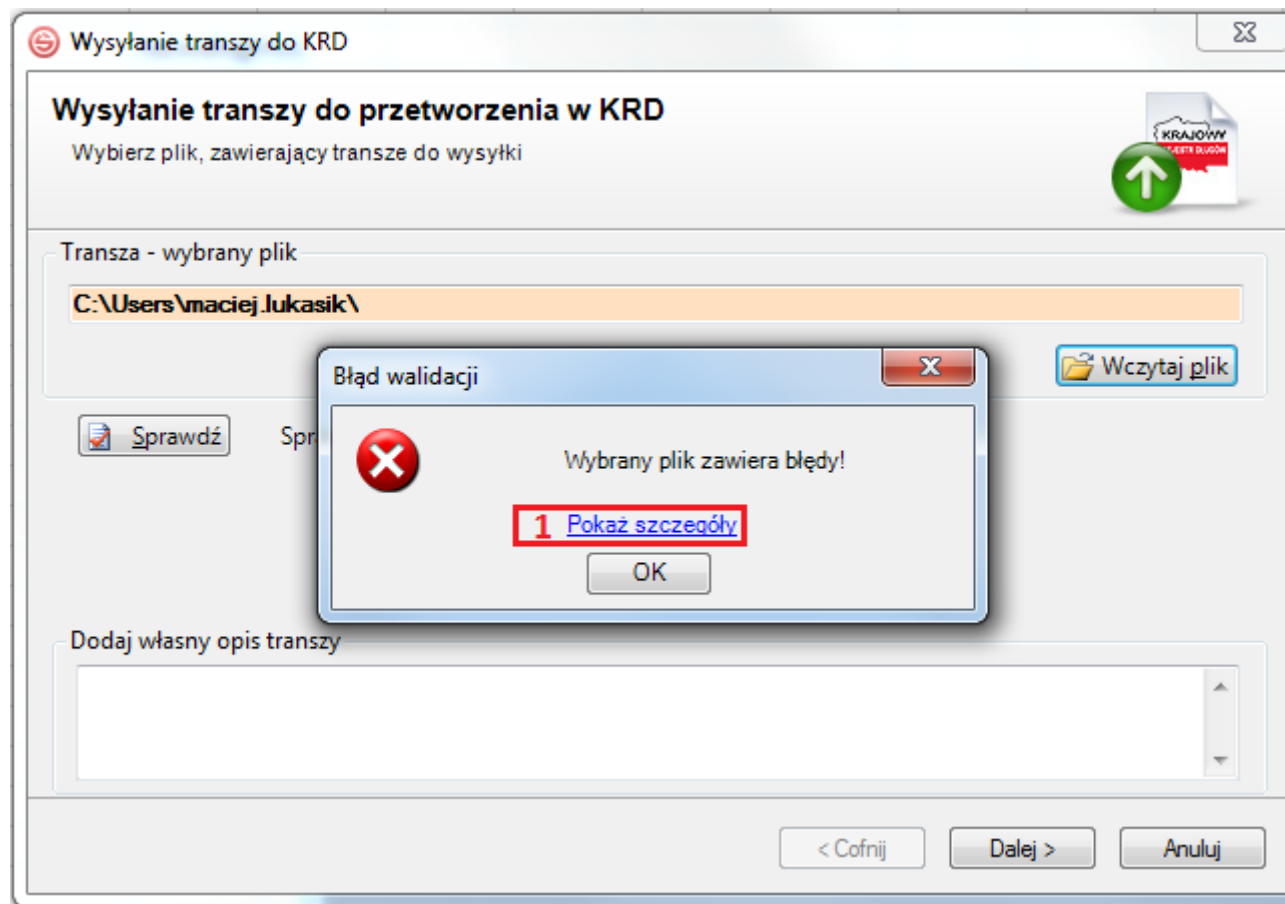 Wysyłanie transzy do KRD
Wysyłanie transzy do przetworzenia w KRD
Wybierz plik, zawierający transze do wysyłki
KRAJOWY
REJESTR DŁUGÓW
Transza - wybrany plik
C:\Users\maciej.lukasik\
Wczytaj plik
Sprawdź
Spr
Błąd walidacji
Wybrany plik zawiera błędy!
1 Pokaż szczegóły
OK
Dodaj własny opis transzy
< Cofnij
Dalej >
Anuluj